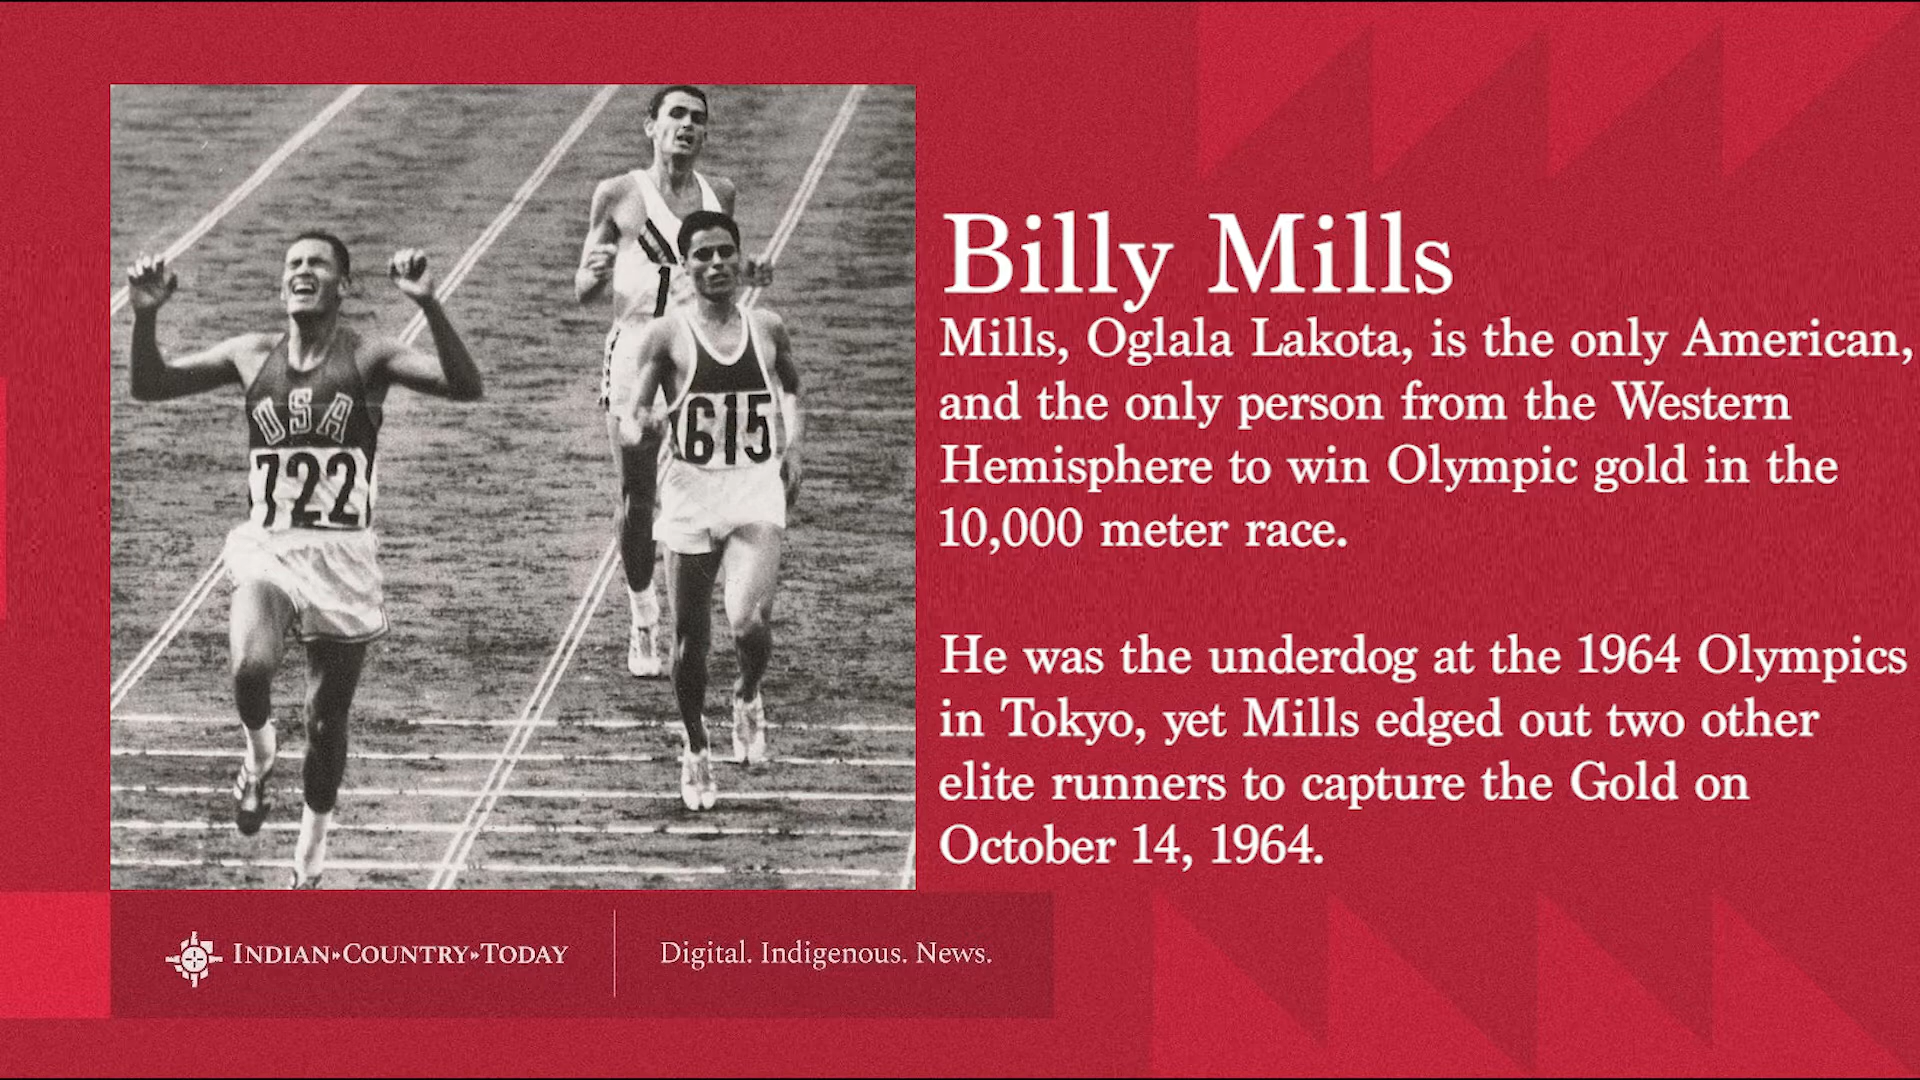 Billy Mills
Mills, Oglala Lakota, is the only American,
and the only person from the Western
Hemisphere to win Olympic gold in the
10,000 meter race.
He was the underdog at the 1964 Olympics
in Tokyo, yet Mills edged out two other
elite runners to capture the Gold on
October 14, 1964.
USA
722
615
INDIAN COUNTRY TODAY
Digital. Indigenous. News.